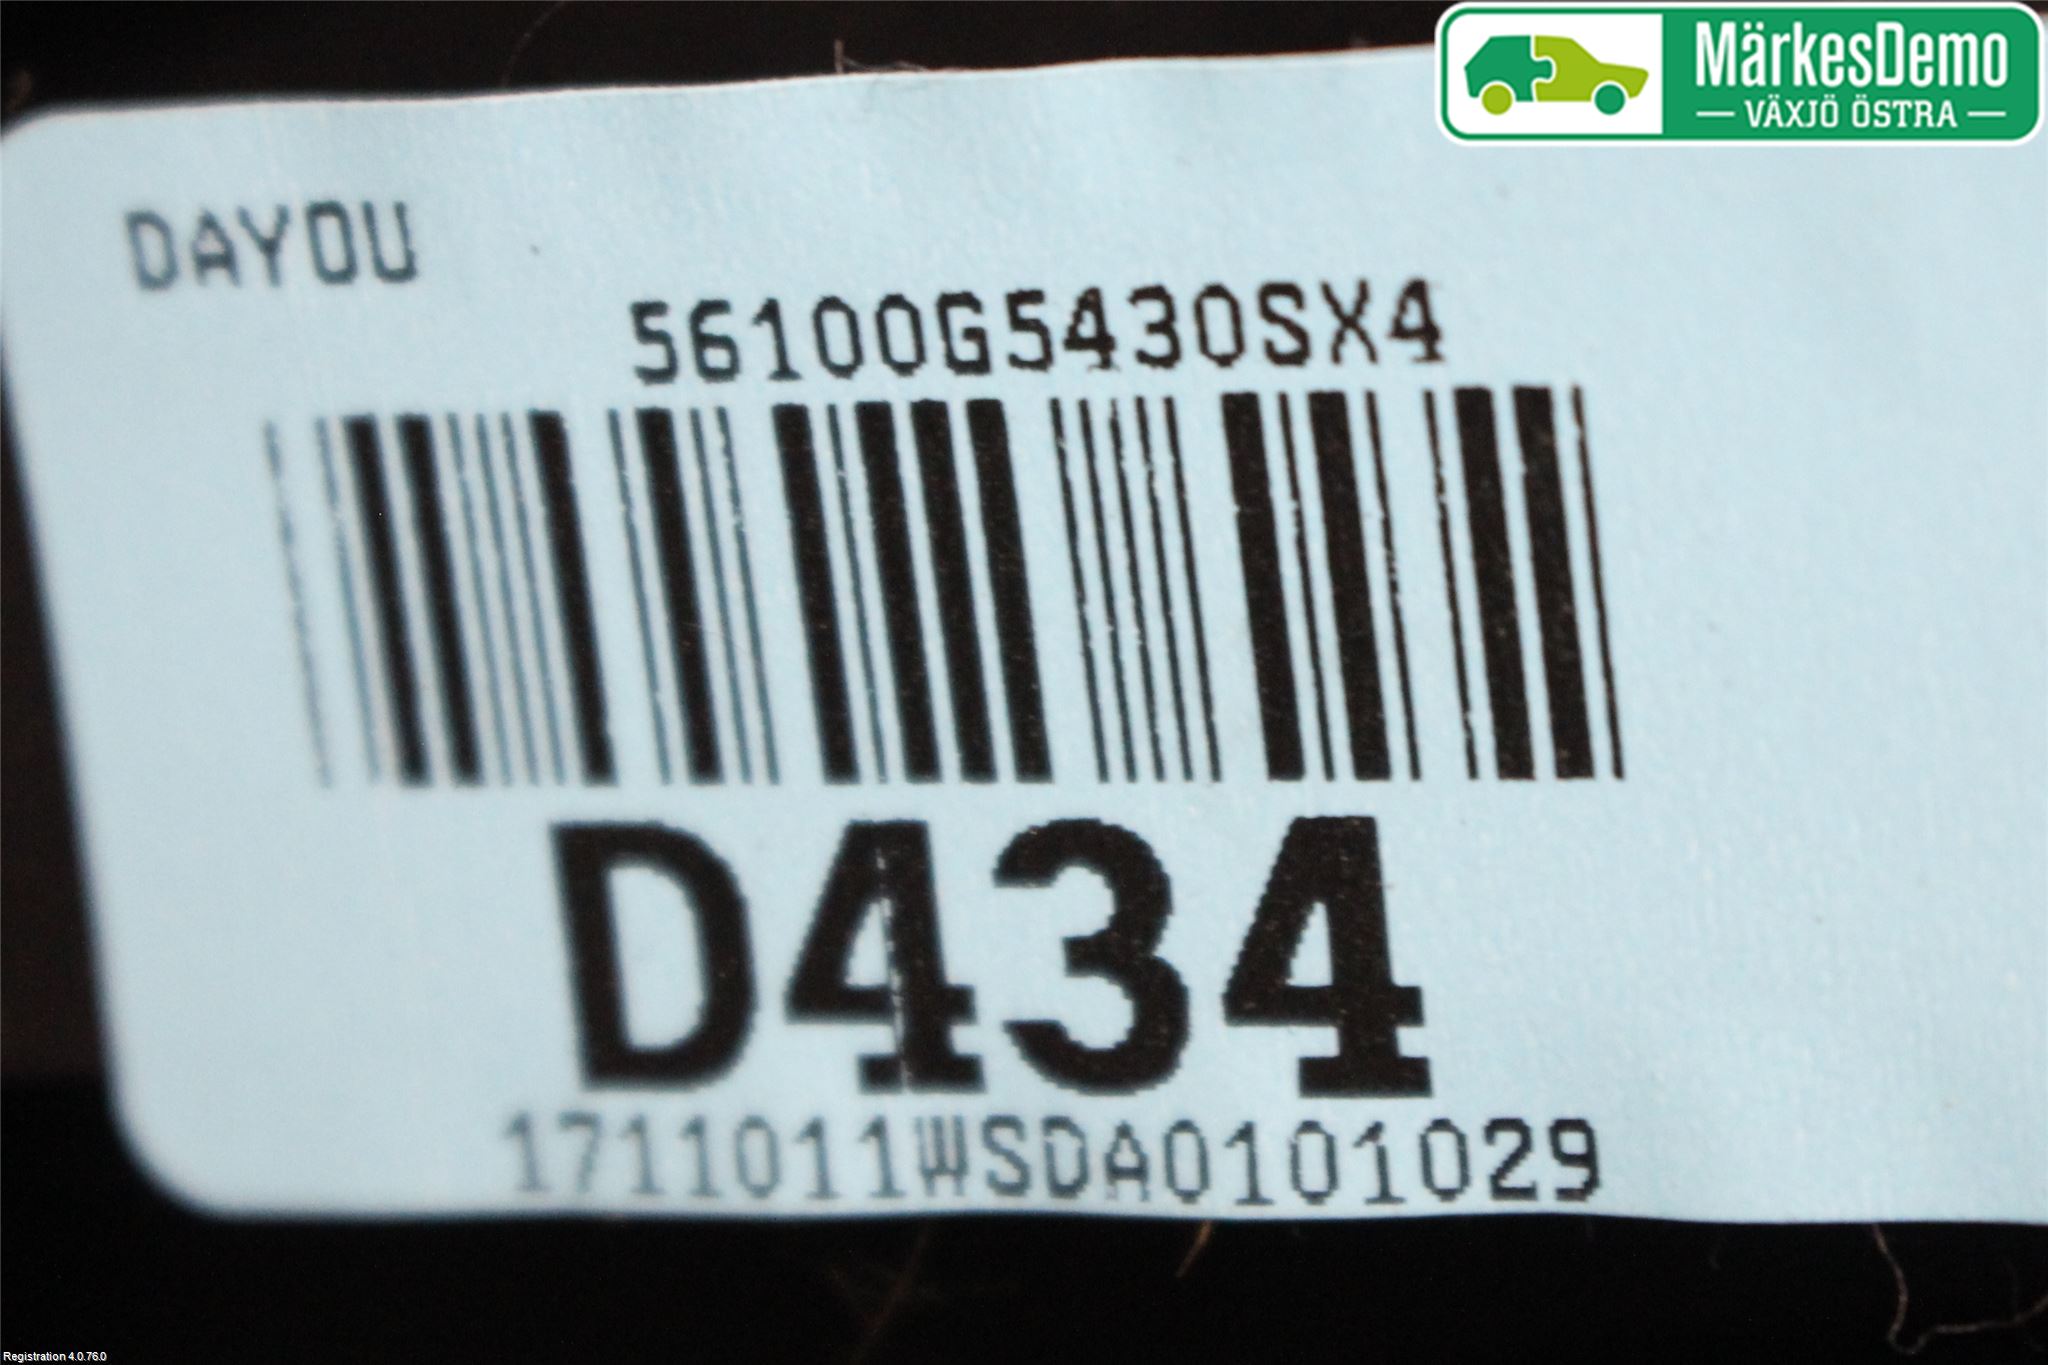 MärkesDemo
— VÄXJÖ ÖSTRA —
DAYOU
56100G5430SX4
D434
1711011WSDA0101029
Registration 4.0.76.0